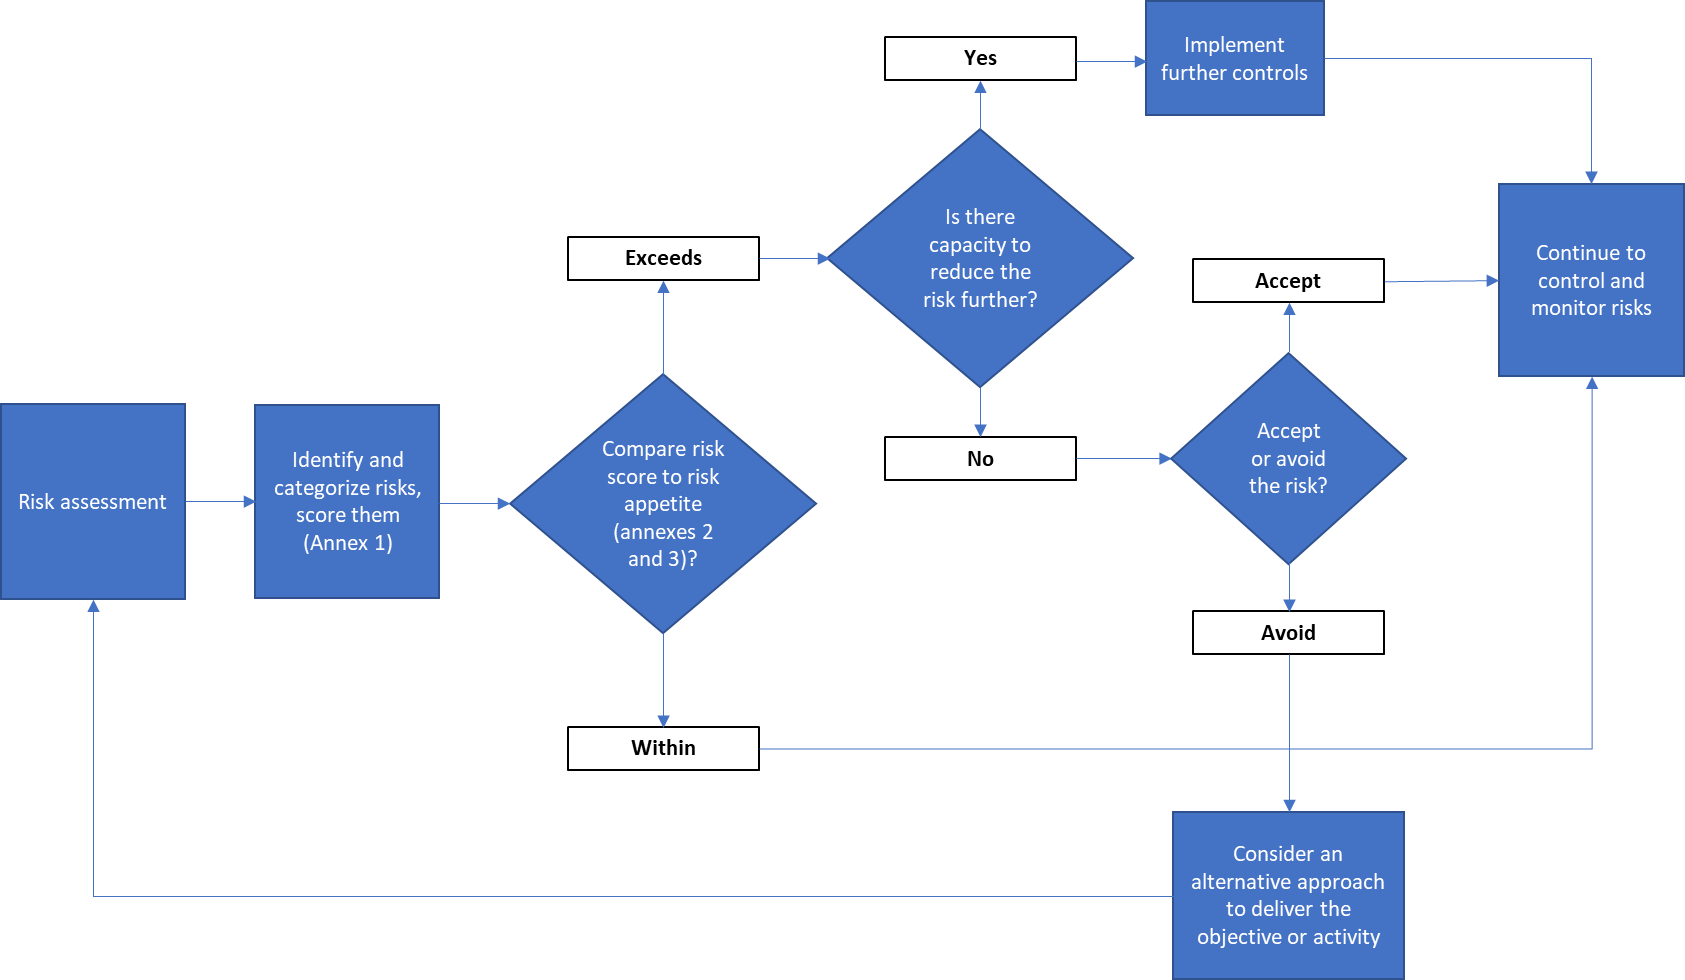 Yes
Implement
further controls
Is there
capacity to
reduce the
risk further?
Exceeds
Accept
Continue to
control and
monitor risks
Risk assessment
Identify and
categorize risks,
score them
(Annex 1)
Compare risk
score to risk
appetite
(annexes 2
and 3)?
No
Accept
or avoid
the risk?
Avoid
Within
Consider an
alternative approach
to deliver the
objective or activity